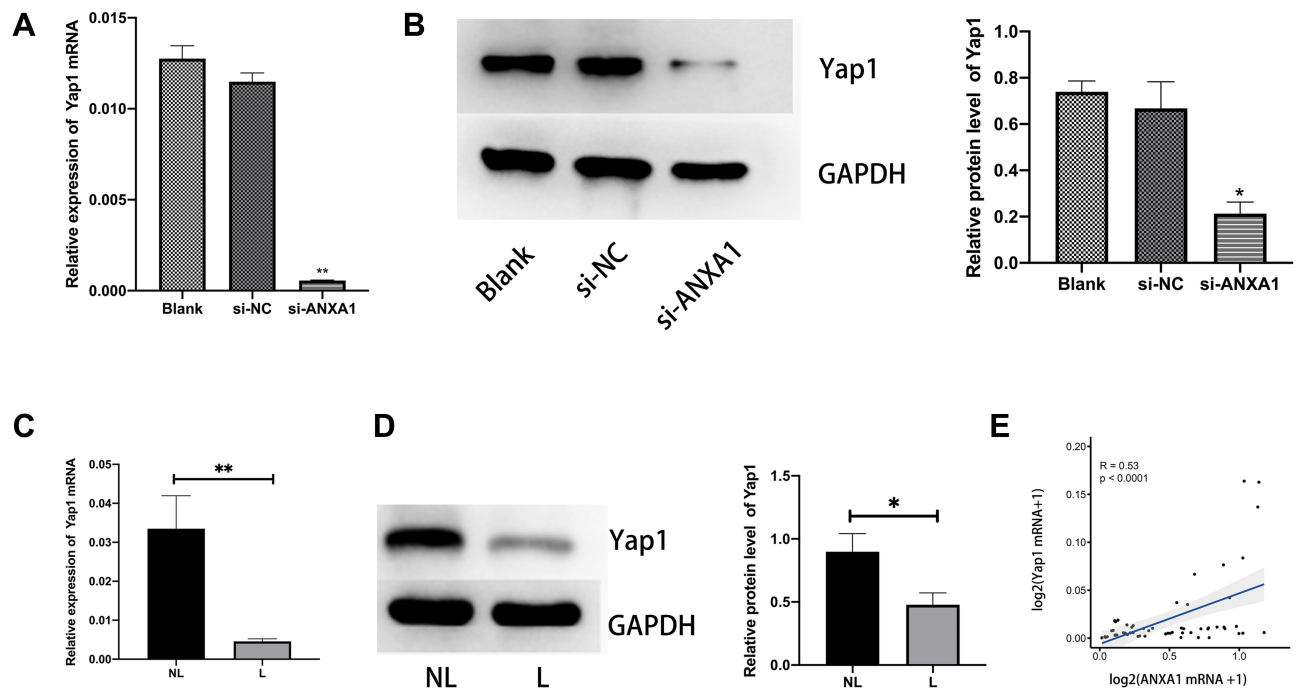 A
Relative expression of Yap1 mRNA
0.015
0.010
0.005
0.000
**
Blank si-NC si-ANXA1
B
Yap1
GAPDH
Blank si-NC si-ANXA1
Relative protein level of Yap1
1.0
0.8
0.6
0.4
0.2
0.0
*
Blank si-NC si-ANXA1
C
Relative expression of Yap1 mRNA
0.05
0.04
0.03
0.02
0.01
0.00
**
NL L
D
Yap1
GAPDH
NL L
Relative protein level of Yap1
1.5
1.0
0.5
0.0
*
NL L
E
log2(Yap1 mRNA+1)
0.20
0.15
0.10
0.05
0.00
R = 0.53
p < 0.0001
0.0 0.5 1.0
log2(ANXA1 mRNA +1)